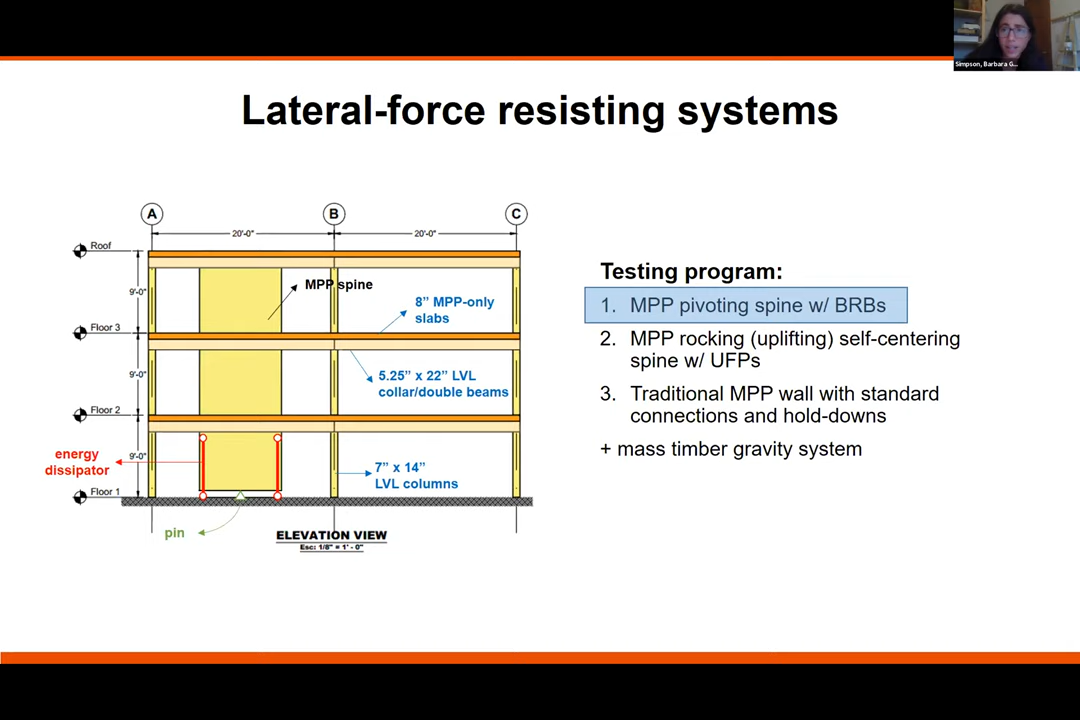 Simpson, Barbara G...
Lateral-force resisting systems
A
B
C
20'-0"
20'-0"
Roof
9'-0"
MPP spine
8” MPP-only
slabs
Floor 3
9'-0"
5.25” x 22” LVL
collar/double beams
Floor 2
9'-0"
energy
dissipator
7” x 14”
LVL columns
Floor 1
pin
ELEVATION VIEW
Esc: 1/8" = 1' - 0"
Testing program:
1. MPP pivoting spine w/ BRBs
2. MPP rocking (uplifting) self-centering
spine w/ UFPs
3. Traditional MPP wall with standard
connections and hold-downs
+ mass timber gravity system